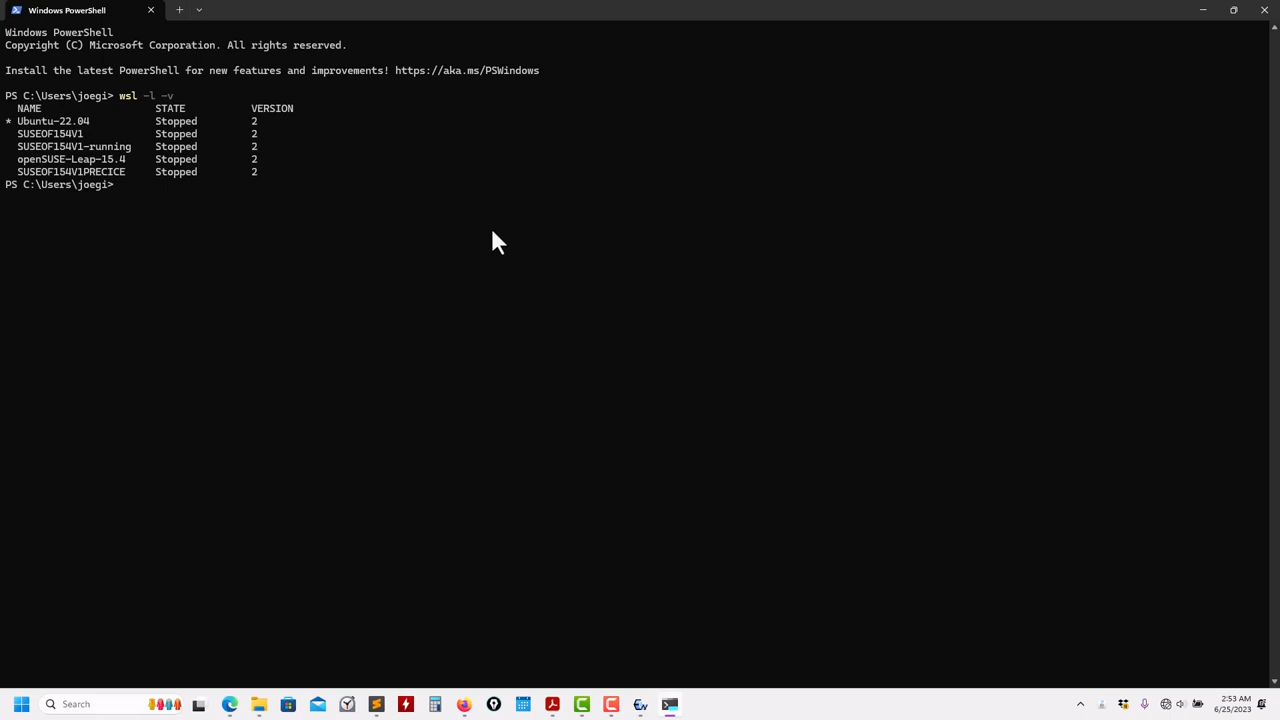 Windows PowerShell
Windows PowerShell
Copyright (C) Microsoft Corporation. All rights reserved.
Install the latest PowerShell for new features and improvements! https://aka.ms/PSWindows
PS C:\Users\joegi> wsl -l -v
NAME STATE VERSION
* Ubuntu-22.04 Stopped 2
SUSEOF154V1 Stopped 2
SUSEOF154V1-running Stopped 2
openSUSE-Leap-15.4 Stopped 2
SUSEOF154V1PRECICE Stopped 2
PS C:\Users\joegi>
Search
2:53 AM
6/25/2023